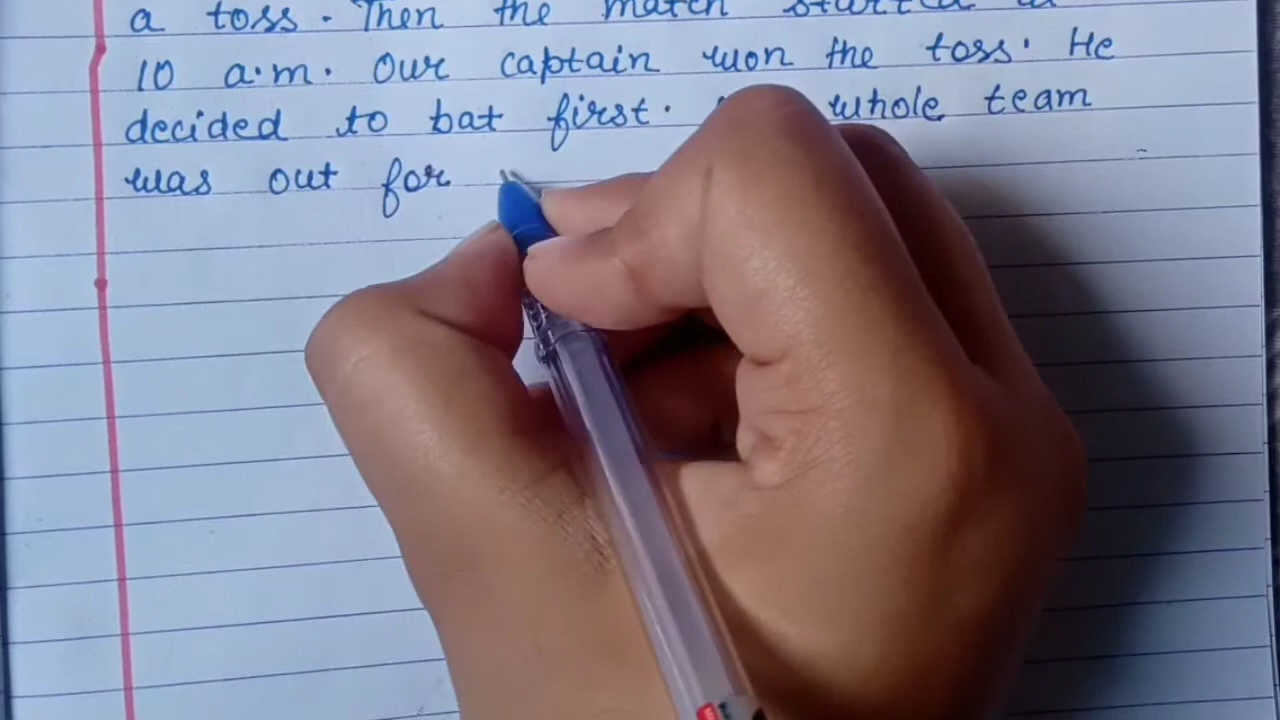 a toss. Then the match started
10 a.m. Our captain won the toss. He
decided to bat first. whole team
was out for